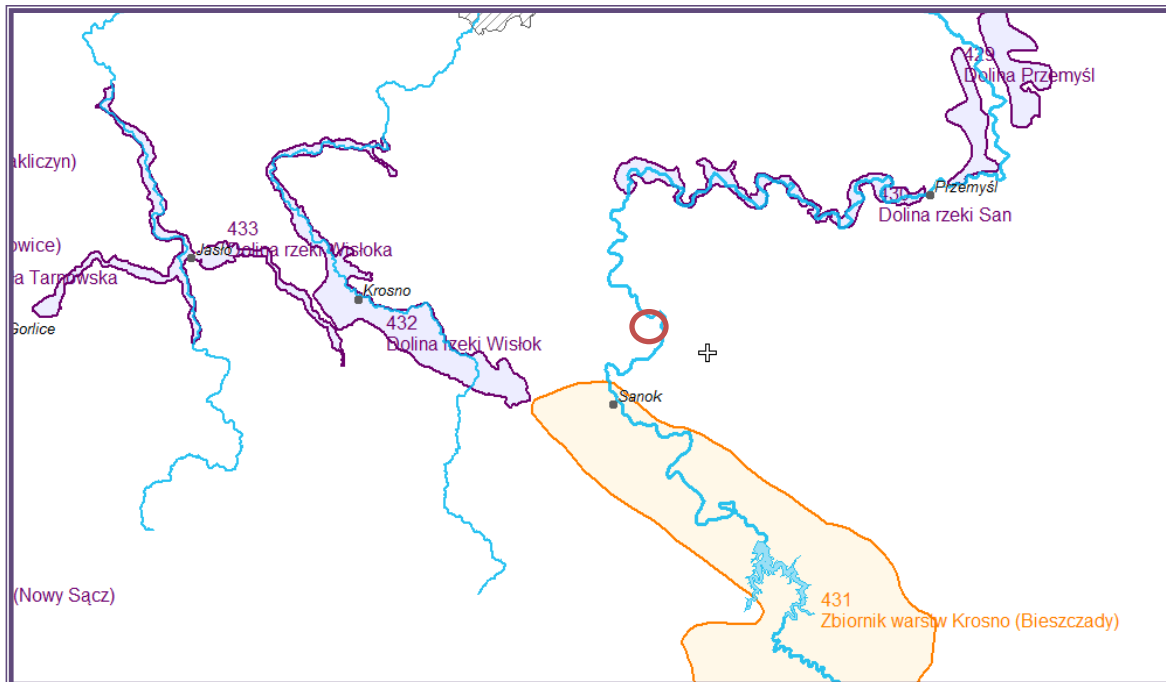 429
Dolina Przemyśl
akliczyn)
Przemyśl
430
Dolina rzeki San
433
Dolina rzeki Wisłoka
owice)
Jasło
a Tarnowska
Krosno
Gorlice
432
Dolina rzeki Wisłok
Sanok
(Nowy Sącz)
431
Zbiornik warstw Krosno (Bieszczady)